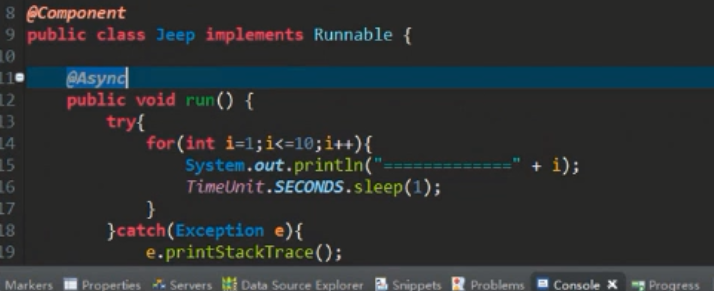 8 @Component
9 public class Jeep implements Runnable {
10
11 @Async
12 public void run() {
13 try{
14 for(int i=1;i<=10;i++){
15 System.out.println("=============" + i);
16 TimeUnit.SECONDS.sleep(1);
17 }
18 }catch(Exception e){
19 e.printStackTrace();
Markers Properties Servers Data Source Explorer Snippets Problems Console Progress